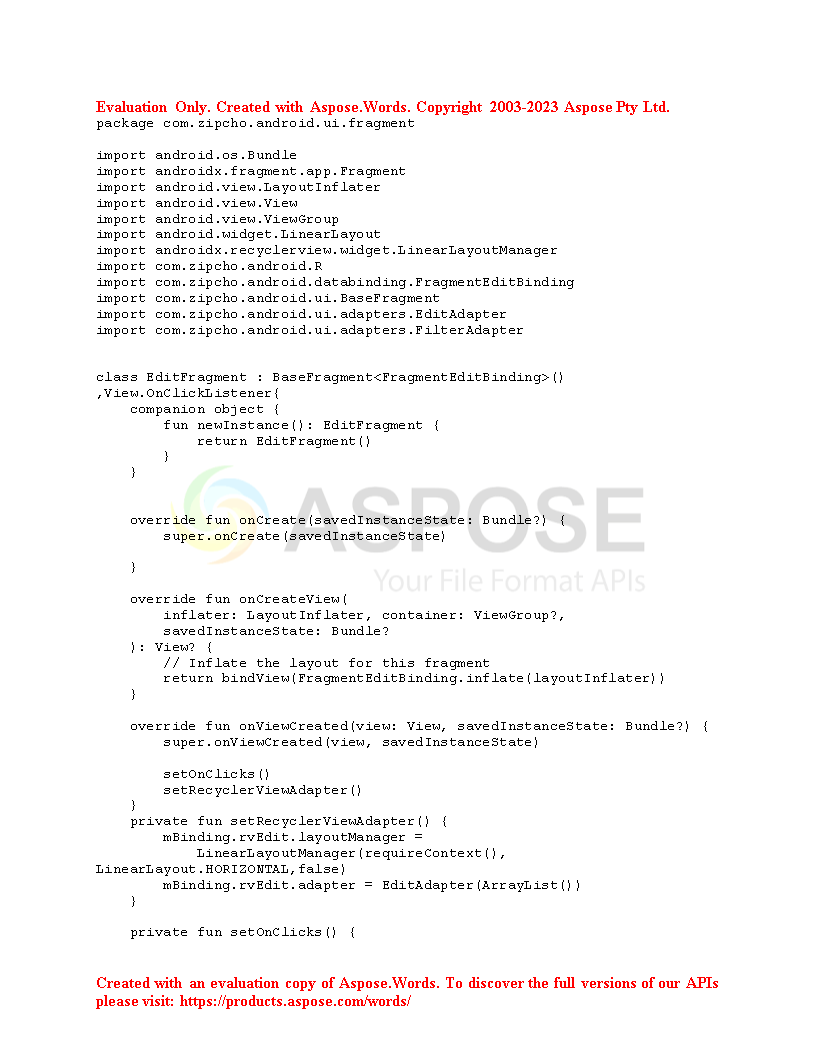 Evaluation Only. Created with Aspose.Words. Copyright 2003-2023 Aspose Pty Ltd.
package com.zipcho.android.ui.fragment

import android.os.Bundle
import androidx.fragment.app.Fragment
import android.view.LayoutInflater
import android.view.View
import android.view.ViewGroup
import android.widget.LinearLayout
import androidx.recyclerview.widget.LinearLayoutManager
import com.zipcho.android.R
import com.zipcho.android.databinding.FragmentEditBinding
import com.zipcho.android.ui.BaseFragment
import com.zipcho.android.ui.adapters.EditAdapter
import com.zipcho.android.ui.adapters.FilterAdapter

class EditFragment : BaseFragment<FragmentEditBinding>()
,View.OnClickListener{
    companion object {
        fun newInstance(): EditFragment {
            return EditFragment()
        }
    }

ASPOSE
    override fun onCreate(savedInstanceState: Bundle?) {
        super.onCreate(savedInstanceState)

    }
Your File Format APIs

    override fun onCreateView(
        inflater: LayoutInflater, container: ViewGroup?,
        savedInstanceState: Bundle?
    ): View? {
        // Inflate the layout for this fragment
        return bindView(FragmentEditBinding.inflate(layoutInflater))
    }

    override fun onViewCreated(view: View, savedInstanceState: Bundle?) {
        super.onViewCreated(view, savedInstanceState)

        setOnClicks()
        setRecyclerViewAdapter()
    }
    private fun setRecyclerViewAdapter() {
        mBinding.rvEdit.layoutManager =
            LinearLayoutManager(requireContext(),
LinearLayout.HORIZONTAL,false)
        mBinding.rvEdit.adapter = EditAdapter(ArrayList())
    }

    private fun setOnClicks() {

Created with an evaluation copy of Aspose.Words. To discover the full versions of our APIs
please visit: https://products.aspose.com/words/